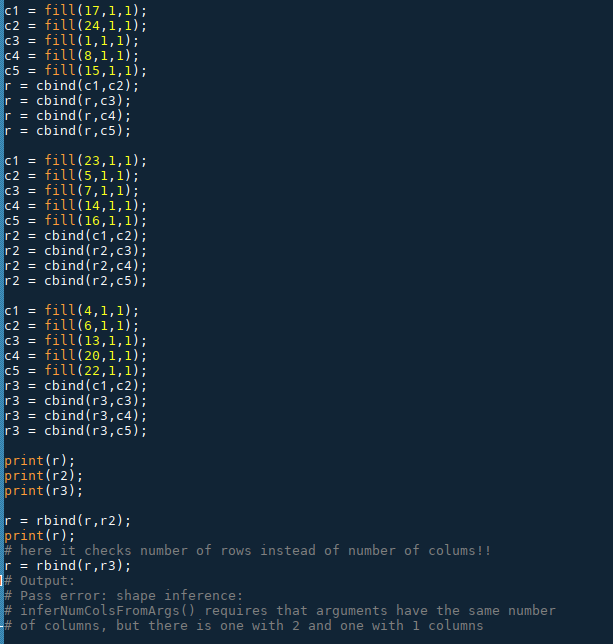 c1 = fill(17,1,1);
c2 = fill(24,1,1);
c3 = fill(1,1,1);
c4 = fill(8,1,1);
c5 = fill(15,1,1);
r = cbind(c1,c2);
r = cbind(r,c3);
r = cbind(r,c4);
r = cbind(r,c5);
c1 = fill(23,1,1);
c2 = fill(5,1,1);
c3 = fill(7,1,1);
c4 = fill(14,1,1);
c5 = fill(16,1,1);
r2 = cbind(c1,c2);
r2 = cbind(r2,c3);
r2 = cbind(r2,c4);
r2 = cbind(r2,c5);
c1 = fill(4,1,1);
c2 = fill(6,1,1);
c3 = fill(13,1,1);
c4 = fill(20,1,1);
c5 = fill(22,1,1);
r3 = cbind(c1,c2);
r3 = cbind(r3,c3);
r3 = cbind(r3,c4);
r3 = cbind(r3,c5);
print(r);
print(r2);
print(r3);
r = rbind(r,r2);
print(r);
# here it checks number of rows instead of number of colums!!
r = rbind(r,r3);
# Output:
# Pass error: shape inference:
# inferNumColsFromArgs() requires that arguments have the same number
# of columns, but there is one with 2 and one with 1 columns